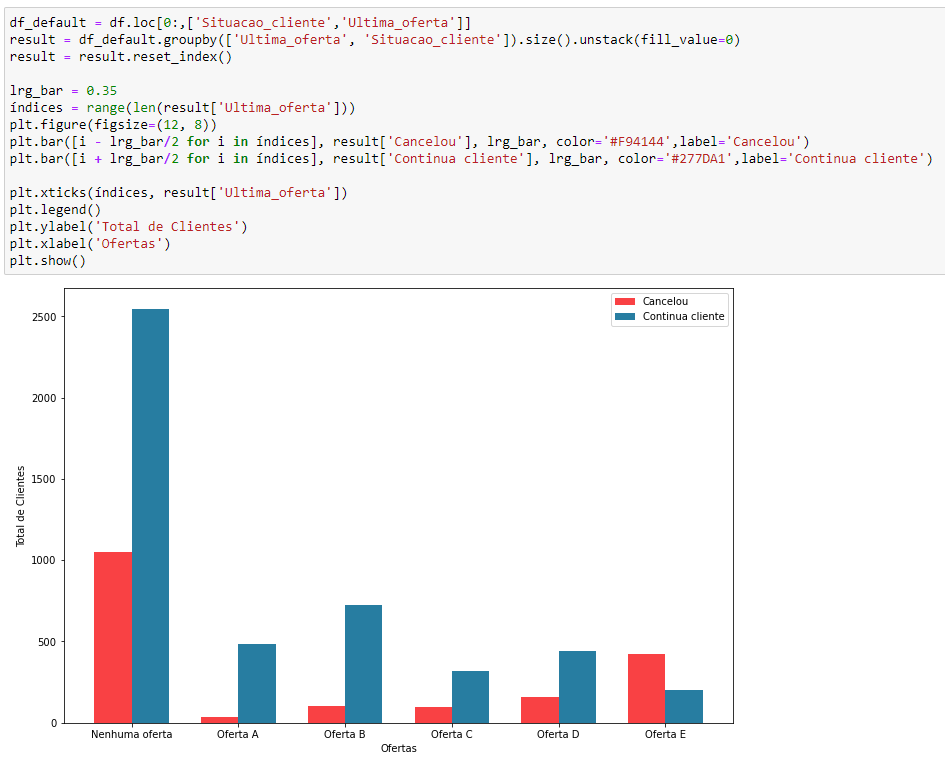 df_default = df.loc[0:,['Situacao_cliente','Ultima_oferta']]
result = df_default.groupby(['Ultima_oferta', 'Situacao_cliente']).size().unstack(fill_value=0)
result = result.reset_index()
lrg_bar = 0.35
índices = range(len(result['Ultima_oferta']))
plt.figure(figsize=(12, 8))
plt.bar([i - lrg_bar/2 for i in índices], result['Cancelou'], lrg_bar, color='#F94144',label='Cancelou')
plt.bar([i + lrg_bar/2 for i in índices], result['Continua cliente'], lrg_bar, color='#277DA1',label='Continua cliente')
plt.xticks(índices, result['Ultima_oferta'])
plt.legend()
plt.ylabel('Total de Clientes')
plt.xlabel('Ofertas')
plt.show()
Cancelou
Continua cliente
2500
2000
1500
1000
500
0
Total de Clientes
Nenhuma oferta Oferta A Oferta B Oferta C Oferta D Oferta E
Ofertas